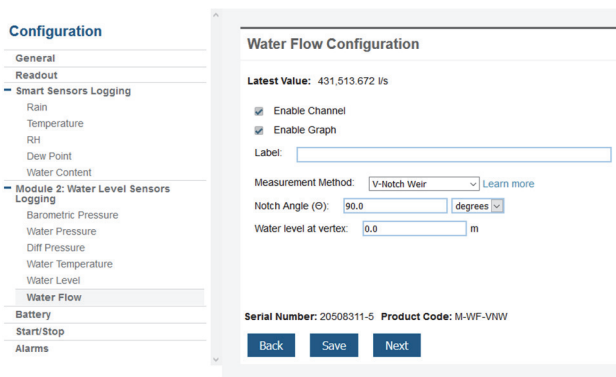 Configuration
General
Readout
Smart Sensors Logging
Rain
Temperature
RH
Dew Point
Water Content
Module 2: Water Level Sensors
Logging
Barometric Pressure
Water Pressure
Diff Pressure
Water Temperature
Water Level
Water Flow
Battery
Start/Stop
Alarms
Water Flow Configuration
Latest Value: 431,513.672 l/s
Enable Channel
Enable Graph
Label:
Measurement Method: V-Notch Weir Learn more
Notch Angle (Θ): 90.0 degrees
Water level at vertex: 0.0 m
Serial Number: 20508311-5 Product Code: M-WF-VNW
Back Save Next